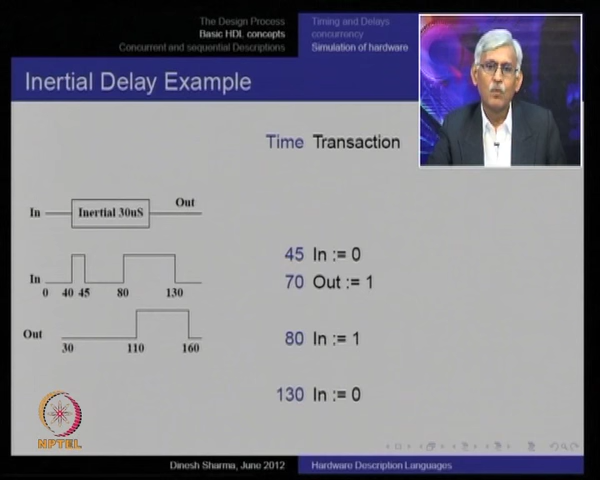 The Design Process
Basic HDL concepts
Concurrent and sequential Descriptions
Timing and Delays
concurrency
Simulation of hardware
Inertial Delay Example
Time Transaction
In Inertial 30uS Out
45 In := 0
70 Out := 1
In
0 40 45 80 130
Out
30 110 160
80 In := 1
130 In := 0
NPTEL
Dinesh Sharma, June 2012
Hardware Description Languages